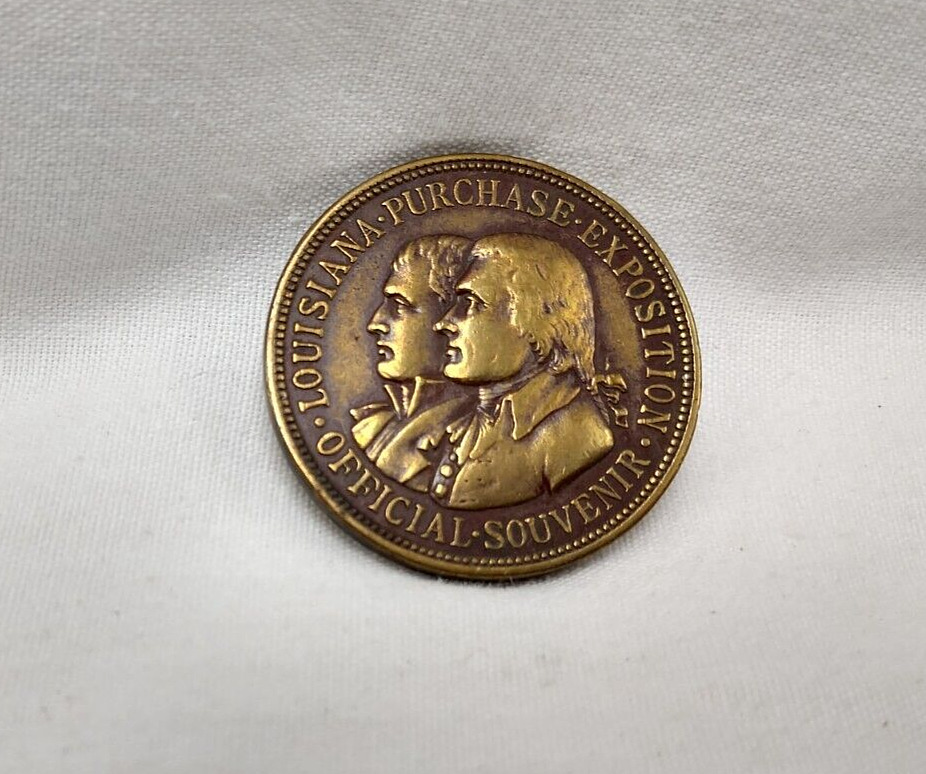 LOUISIANA·PURCHASE·EXPOSITION·
OFFICIAL·SOUVENIR·